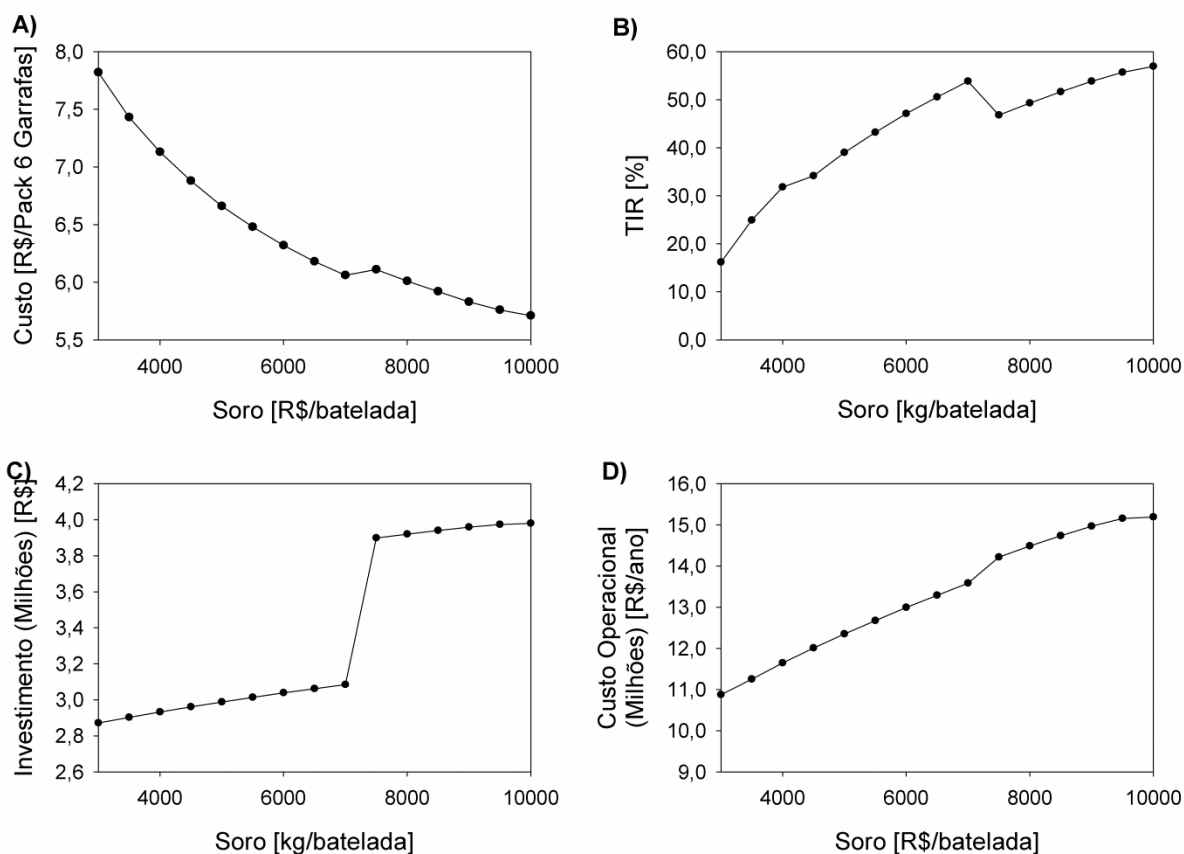 A)
Custo [R$/Pack 6 Garrafas]
8,0
7,5
7,0
6,5
6,0
5,5
4000 6000 8000 10000
Soro [R$/batelada]
B)
TIR [%]
60,0
50,0
40,0
30,0
20,0
10,0
0,0
4000 6000 8000 10000
Soro [kg/batelada]
C)
Investimento (Milhões) [R$]
4,2
4,0
3,8
3,6
3,4
3,2
3,0
2,8
2,6
4000 6000 8000 10000
Soro [kg/batelada]
D)
Custo Operacional
(Milhões) [R$/ano]
16,0
15,0
14,0
13,0
12,0
11,0
10,0
9,0
4000 6000 8000 10000
Soro [R$/batelada]